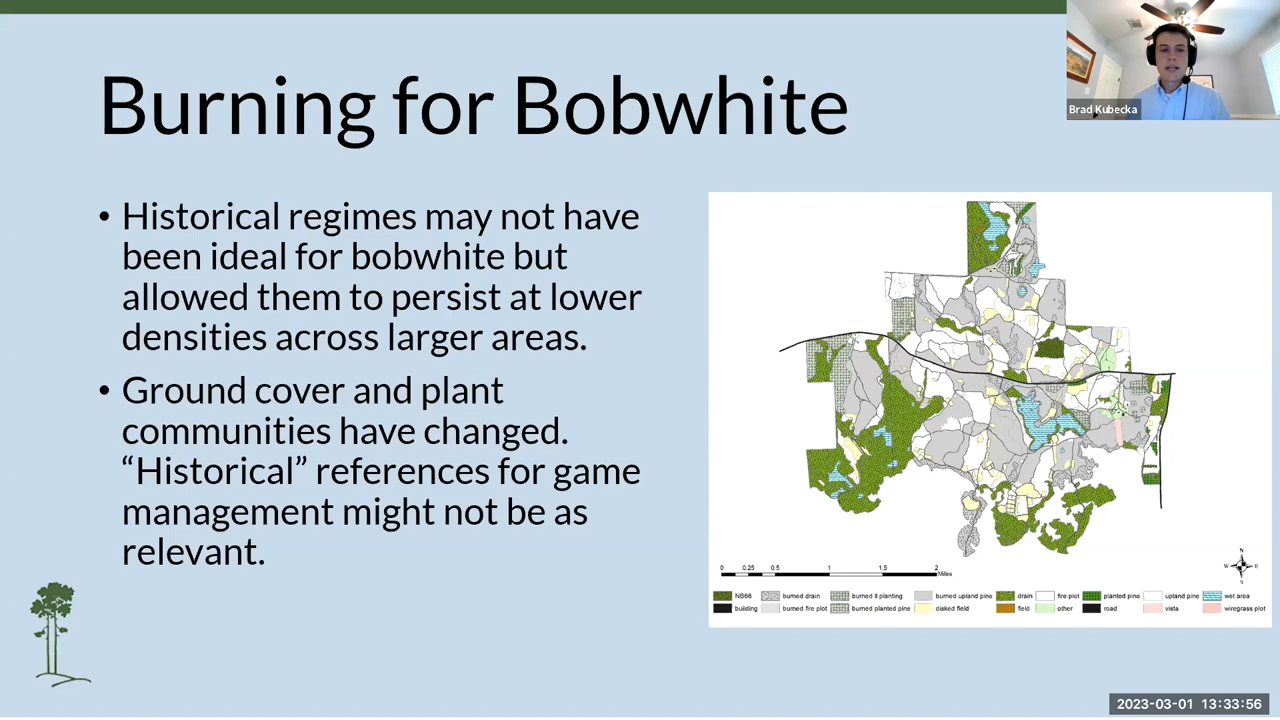 Burning for Bobwhite
Brad Kubecka
• Historical regimes may not have
been ideal for bobwhite but
allowed them to persist at lower
densities across larger areas.
• Ground cover and plant
communities have changed.
“Historical” references for game
management might not be as
relevant.
0 0.25 0.5 1 1.5 2
Miles
N
W E
S
NB66 burned drain burned ll planting burned upland pine drain fire plot planted pine upland pine wet area
building burned fire plot burned planted pine disked field field other road vista wiregrass plot
2023-03-01 13:33:56